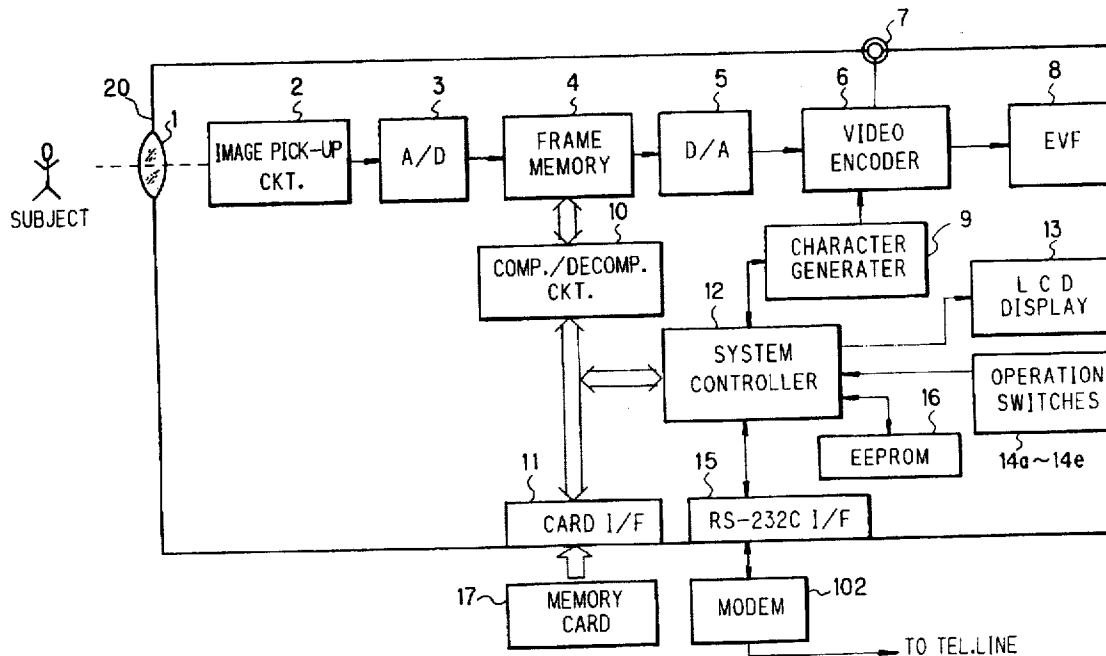 7
20
1
2
3
4
5
6
8
IMAGE PICK-UP
CKT.
A/D
FRAME
MEMORY
D/A
VIDEO
ENCODER
EVF
SUBJECT
10
COMP./DECOMP.
CKT.
CHARACTER
GENERATER
9
13
LCD
DISPLAY
12
SYSTEM
CONTROLLER
OPERATION
SWITCHES
14a~14e
16
EEPROM
11
CARD I/F
15
RS-232C I/F
17
MEMORY
CARD
MODEM
102
TO TEL.LINE